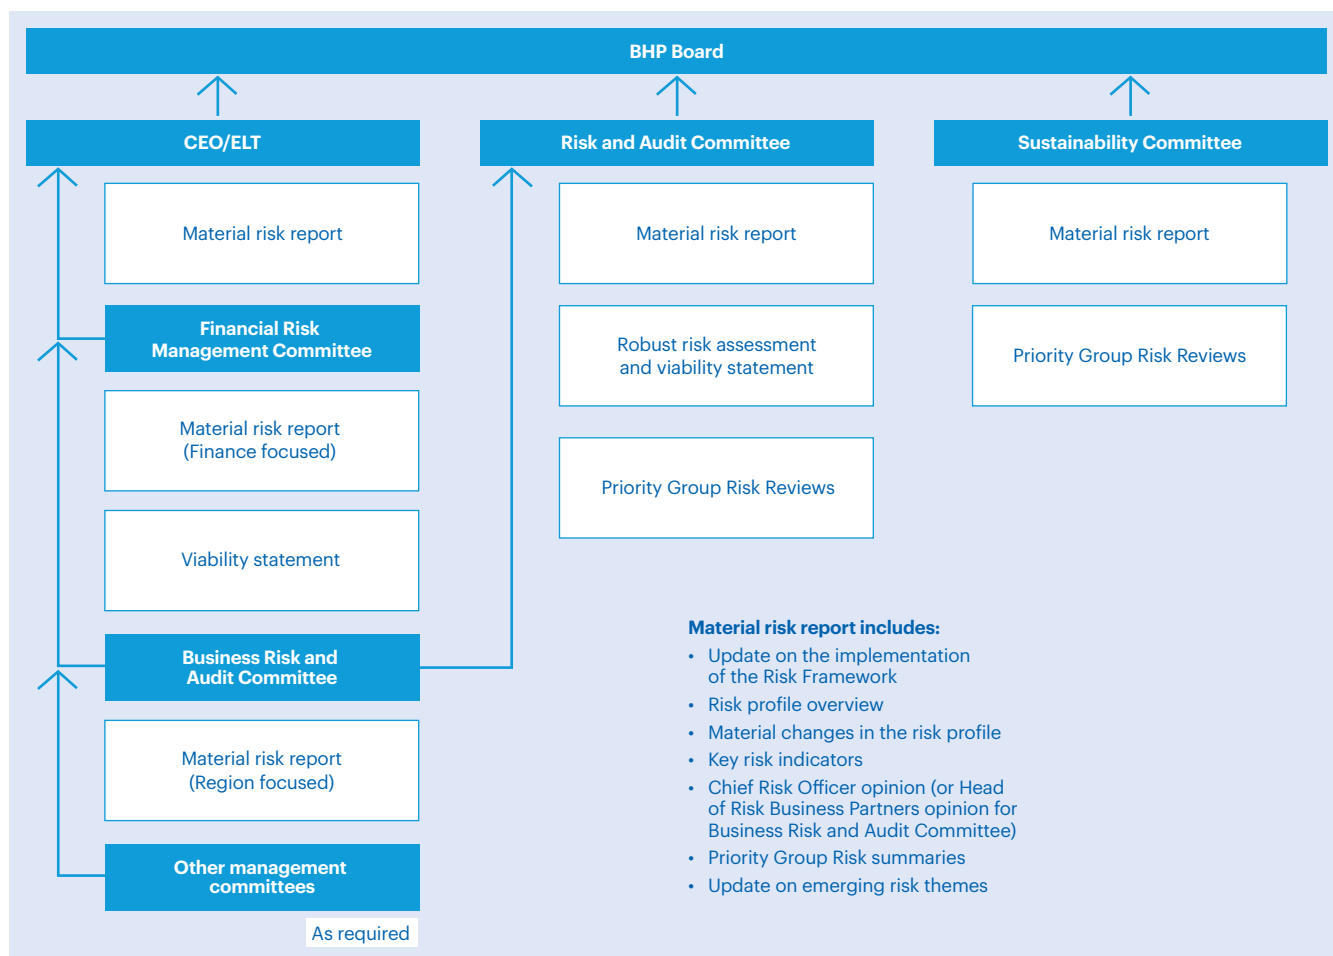 BHP Board
CEO/ELT
Material risk report
Financial Risk
Management Committee
Material risk report
(Finance focused)
Viability statement
Business Risk and
Audit Committee
Material risk report
(Region focused)
Other management
committees
As required
Risk and Audit Committee
Material risk report
Robust risk assessment
and viability statement
Priority Group Risk Reviews
Sustainability Committee
Material risk report
Priority Group Risk Reviews
Material risk report includes:
• Update on the implementation
of the Risk Framework
• Risk profile overview
• Material changes in the risk profile
• Key risk indicators
• Chief Risk Officer opinion (or Head
of Risk Business Partners opinion for
Business Risk and Audit Committee)
• Priority Group Risk summaries
• Update on emerging risk themes